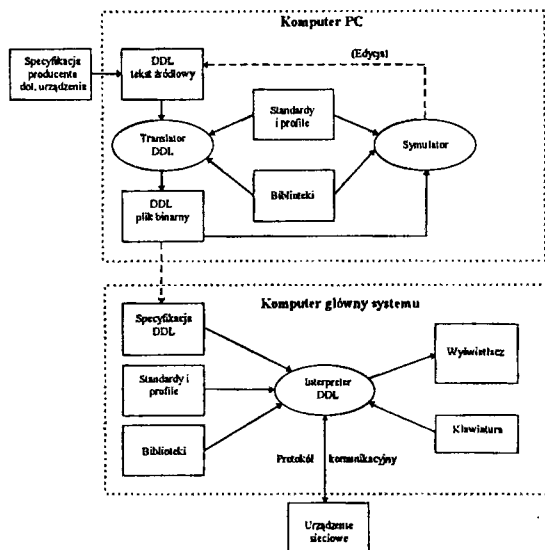 Komputer PC
Specyfikacja
producenta
dot. urządzenia
DDL
tekst źródłowy
(Edycja)
Standardy
i profile
Translator
DDL
Symulator
Biblioteki
DDL
plik binarny
Komputer główny systemu
Specyfikacja
DDL
Wyświetlacz
Standardy i
profile
Interpreter
DDL
Klawiatura
Biblioteki
Protokół komunikacyjny
Urządzenie
sieciowe